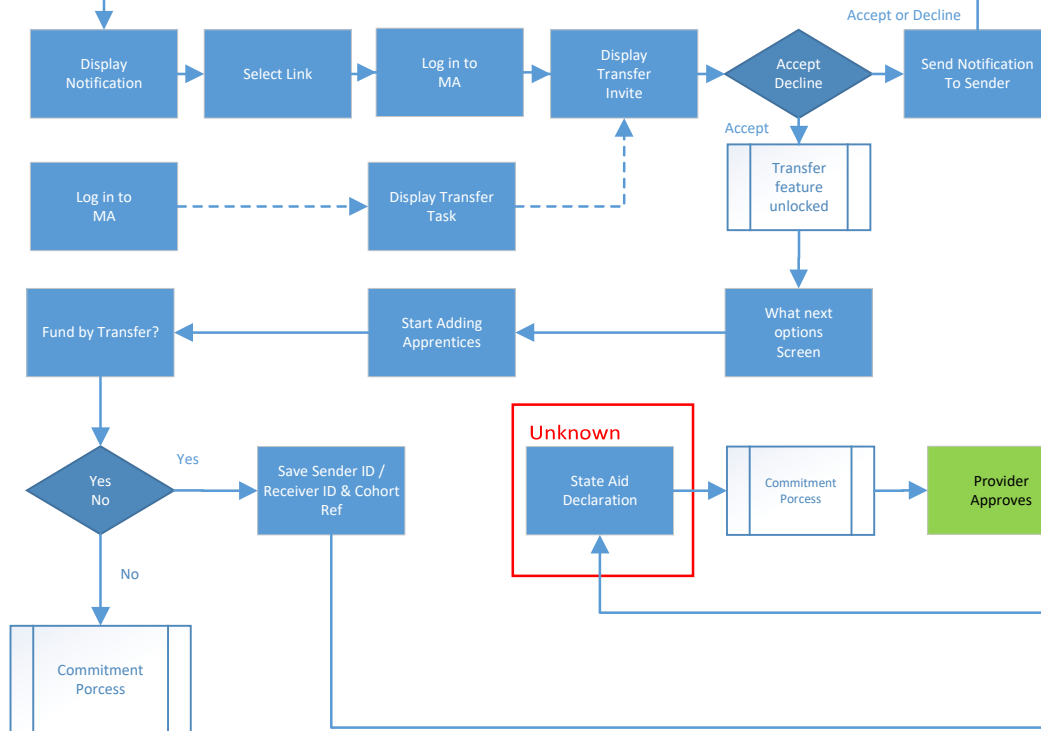 Accept or Decline
Display
Notification
Select Link
Log in to
MA
Display
Transfer
Invite
Accept
Decline
Send Notification
To Sender
Accept
Log in to
MA
Display Transfer
Task
Transfer
feature
unlocked
Fund by Transfer?
Start Adding
Apprentices
What next
options
Screen
Unknown
Yes
No
Yes
Save Sender ID /
Receiver ID & Cohort
Ref
State Aid
Declaration
Commitment
Porcess
Provider
Approves
No
Commitment
Porcess